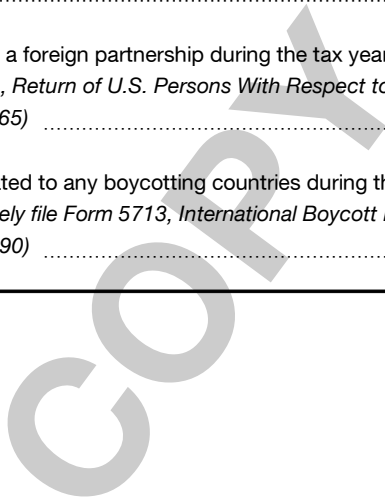 a foreign partnership during the tax year
, Return of U.S. Persons With Respect to
65)
ted to any boycotting countries during th
ely file Form 5713, International Boycott
90)
COPY